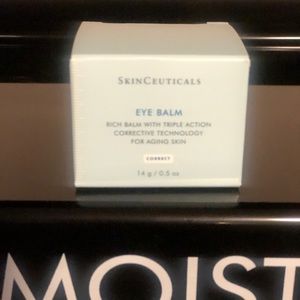 SKINCEUTICALS
EYE BALM
RICH BALM WITH TRIPLE ACTION
CORRECTIVE TECHNOLOGY
FOR AGING SKIN
CORRECT
14 g / 0.5 oz
MOIST